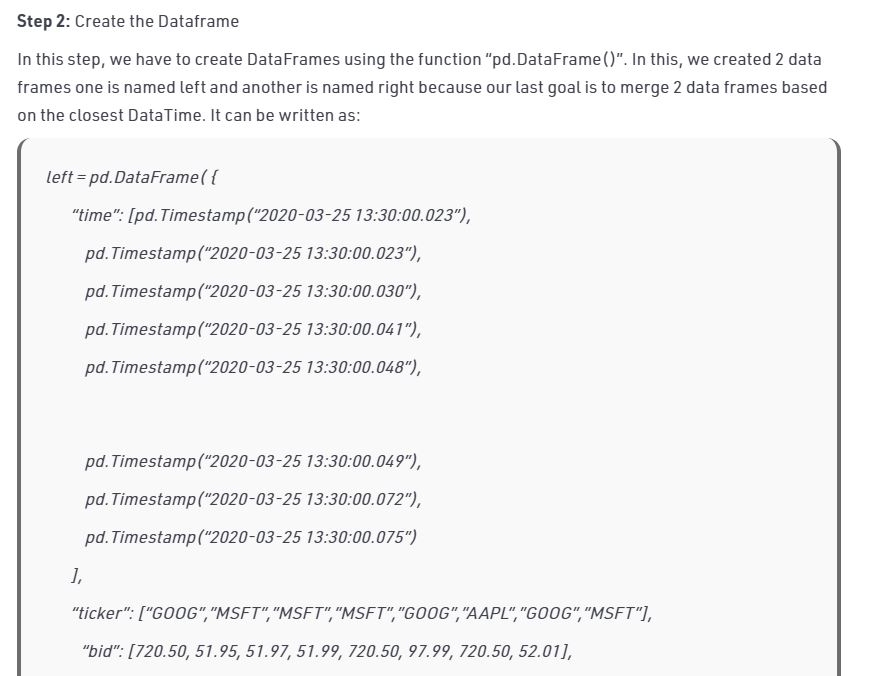 Step 2: Create the Dataframe
In this step, we have to create DataFrames using the function “pd.DataFrame()”. In this, we created 2 data
frames one is named left and another is named right because our last goal is to merge 2 data frames based
on the closest DataTime. It can be written as:
left = pd.DataFrame( {
“time”: [pd.Timestamp(“2020-03-25 13:30:00.023”),
pd.Timestamp(“2020-03-25 13:30:00.023”),
pd.Timestamp(“2020-03-25 13:30:00.030”),
pd.Timestamp(“2020-03-25 13:30:00.041”),
pd.Timestamp(“2020-03-25 13:30:00.048”),
pd.Timestamp(“2020-03-25 13:30:00.049”),
pd.Timestamp(“2020-03-25 13:30:00.072”),
pd.Timestamp(“2020-03-25 13:30:00.075”)
],
“ticker”: [“GOOG”,”MSFT”,”MSFT”,”MSFT”,”GOOG”,”AAPL”,”GOOG”,”MSFT”],
“bid”: [720.50, 51.95, 51.97, 51.99, 720.50, 97.99, 720.50, 52.01],